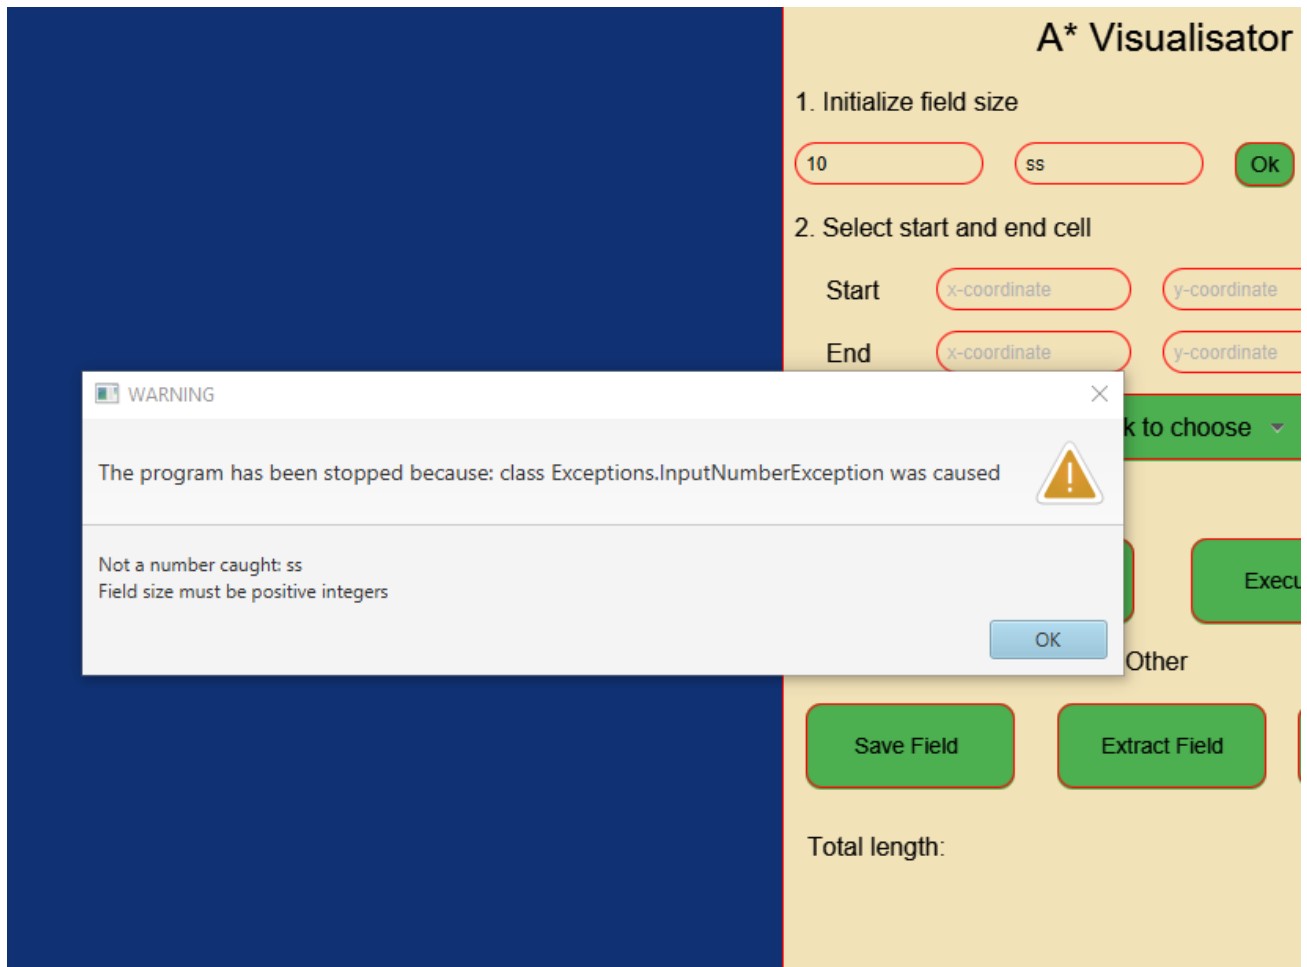 A* Visualisator
1. Initialize field size
10 ss Ok
2. Select start and end cell
Start x-coordinate y-coordinate
End x-coordinate y-coordinate
WARNING
to choose
The program has been stopped because: class Exceptions.InputNumberException was caused
Not a number caught: ss
Field size must be positive integers
OK
Other
Save Field Extract Field
Total length: